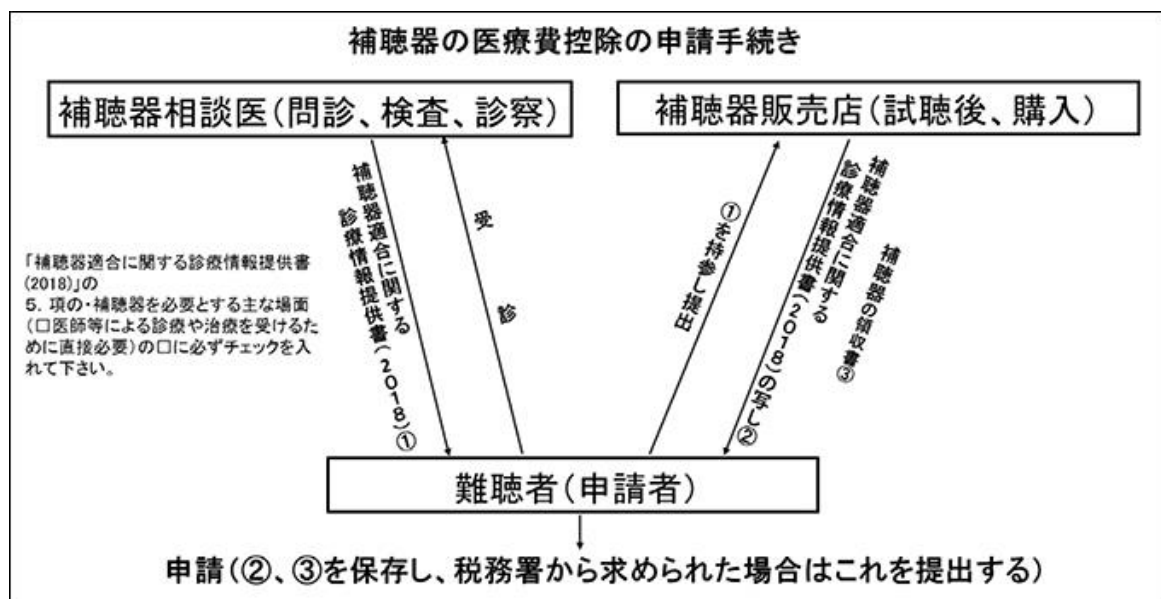 補聴器の医療費控除の申請手続き
補聴器相談医(問診、検査、診察)
補聴器販売店(試聴後、購入)
「補聴器適合に関する診療情報提供書
(2018)」の
5. 項の・補聴器を必要とする主な場面
(□医師等による診療や治療を受けるた
めに直接必要)の□に必ずチェックを入
れて下さい。
補聴器適合に関する
診療情報提供書(2018)①
受診
①を持参し提出
補聴器適合に関する
診療情報提供書(2018)の写し②
補聴器の領収書③
難聴者(申請者)
申請(②、③を保存し、税務署から求められた場合はこれを提出する)